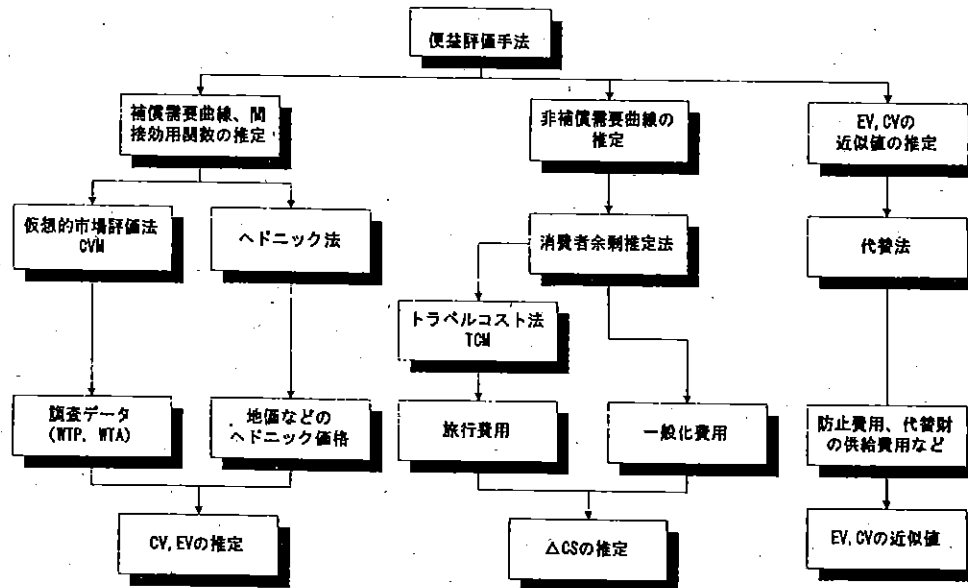 便益評価手法
補償需要曲線、間
接効用関数の推定
非補償需要曲線の
推定
EV,CVの
近似値の推定
仮想的市場評価法
CVM
ヘドニック法
消費者余剰推定法
代替法
トラベルコスト法
TCM
調査データ
(WTP、WTA)
地価などの
ヘドニック価格
旅行費用
一般化費用
防止費用、代替財
の供給費用など
CV,EVの推定
△CSの推定
EV,CVの近似値